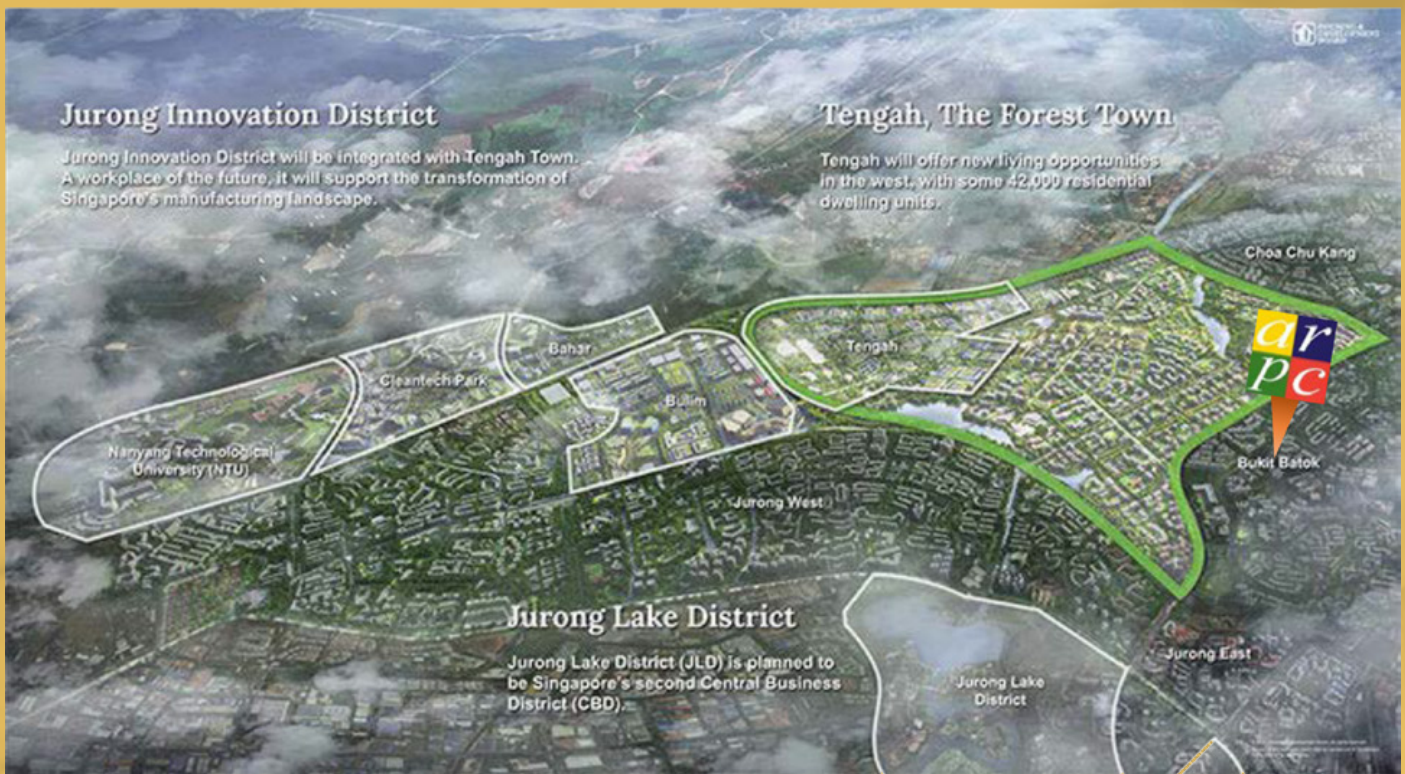 Jurong Innovation District
Jurong Innovation District will be integrated with Tengah Town.
A workplace of the future, it will support the transformation of
Singapore's manufacturing landscape.
Tengah, The Forest Town
Tengah will offer new living opportunities
in the west, with some 42,000 residential
dwelling units.
Choa Chu Kang
ar
pc
Bahar
Tengah
Cleantech Park
Bulim
Nanyang Technological
University (NTU)
Bukit Batok
Jurong West
Jurong Lake District
Jurong Lake District (JLD) is planned to
be Singapore's second Central Business
District (CBD).
Jurong East
Jurong Lake
District